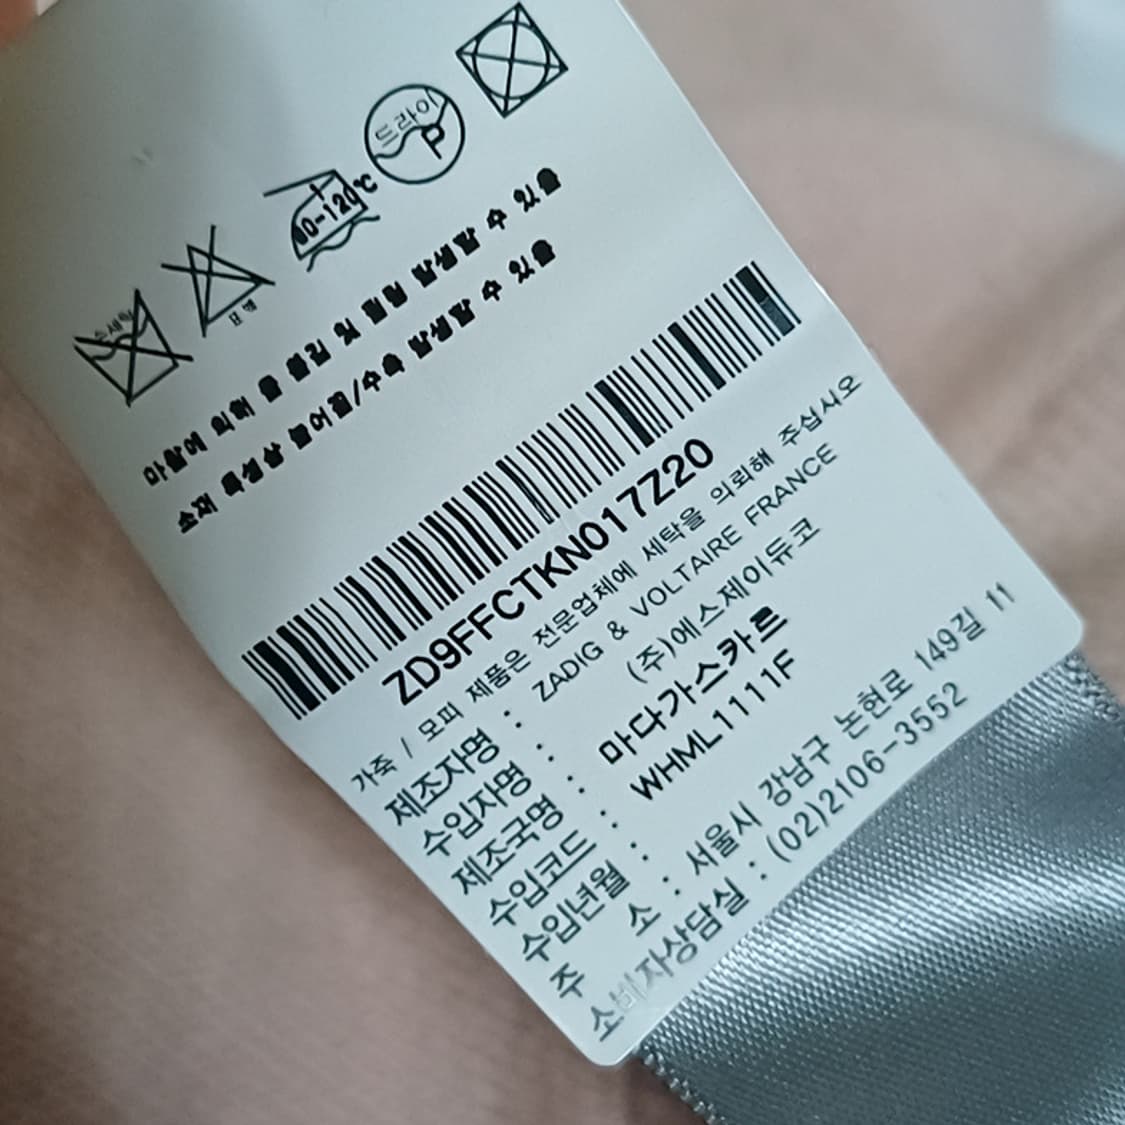 손세탁
표백
80-120℃
드라이
P
마찰에 의해 올 풀림 및 필링 발생할 수 있음
소재 특성상 늘어짐/수축 발생할 수 있음
ZD9FFCTKN017Z20
가죽 / 모피 제품은 전문업체에 세탁을 의뢰해 주십시오
제조자명 : ZADIG & VOLTAIRE FRANCE
수입자명 : (주)에스제이듀코
제조국명 : 마다가스카르
수입코드 : WHML1111F
수입년월 :
주 소 : 서울시 강남구 논현로 149길 11
소비자상담실 : (02)2106-3552